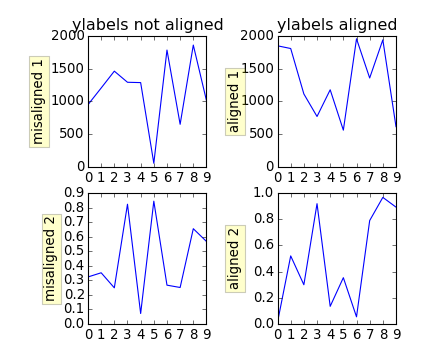 ylabels not aligned
ylabels aligned
misaligned 1
2000
1500
1000
500
0
0 1 2 3 4 5 6 7 8 9
aligned 1
2000
1500
1000
500
0
0 1 2 3 4 5 6 7 8 9
misaligned 2
0.9
0.8
0.7
0.6
0.5
0.4
0.3
0.2
0.1
0.0
0 1 2 3 4 5 6 7 8 9
aligned 2
1.0
0.8
0.6
0.4
0.2
0.0
0 1 2 3 4 5 6 7 8 9